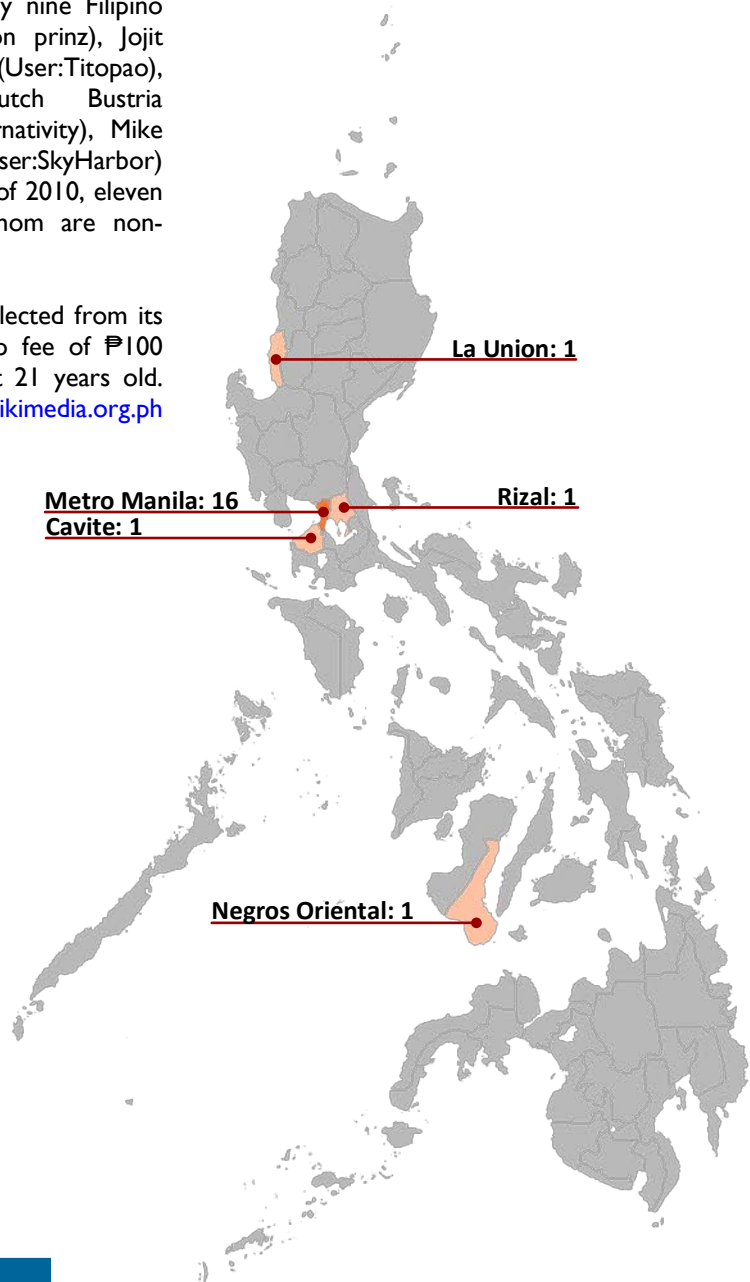 y nine Filipino
on prinz), Jojit
(User:Titopao),
utch Bustria
rnativity), Mike
ser:SkyHarbor)
of 2010, eleven
hom are non-
lected from its
p fee of ₱100
t 21 years old.
ikimedia.org.ph
La Union: 1
Metro Manila: 16
Rizal: 1
Cavite: 1
Negros Oriental: 1